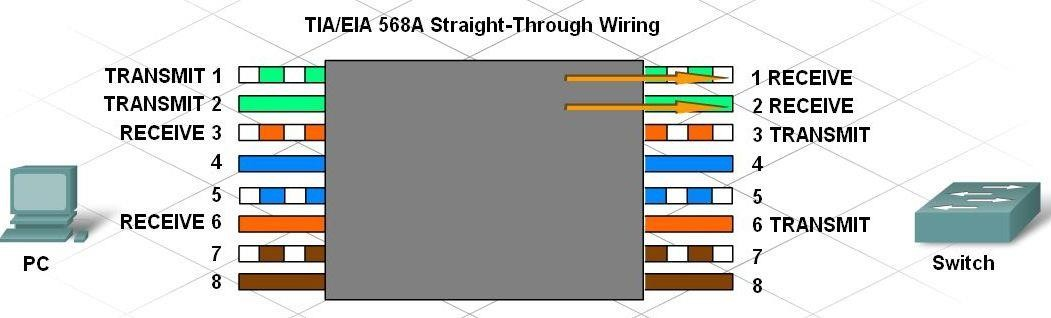 TIA/EIA 568A Straight-Through Wiring
TRANSMIT 1
1 RECEIVE
TRANSMIT 2
2 RECEIVE
RECEIVE 3
3 TRANSMIT
4
4
5
5
RECEIVE 6
6 TRANSMIT
7
7
8
8
PC
Switch